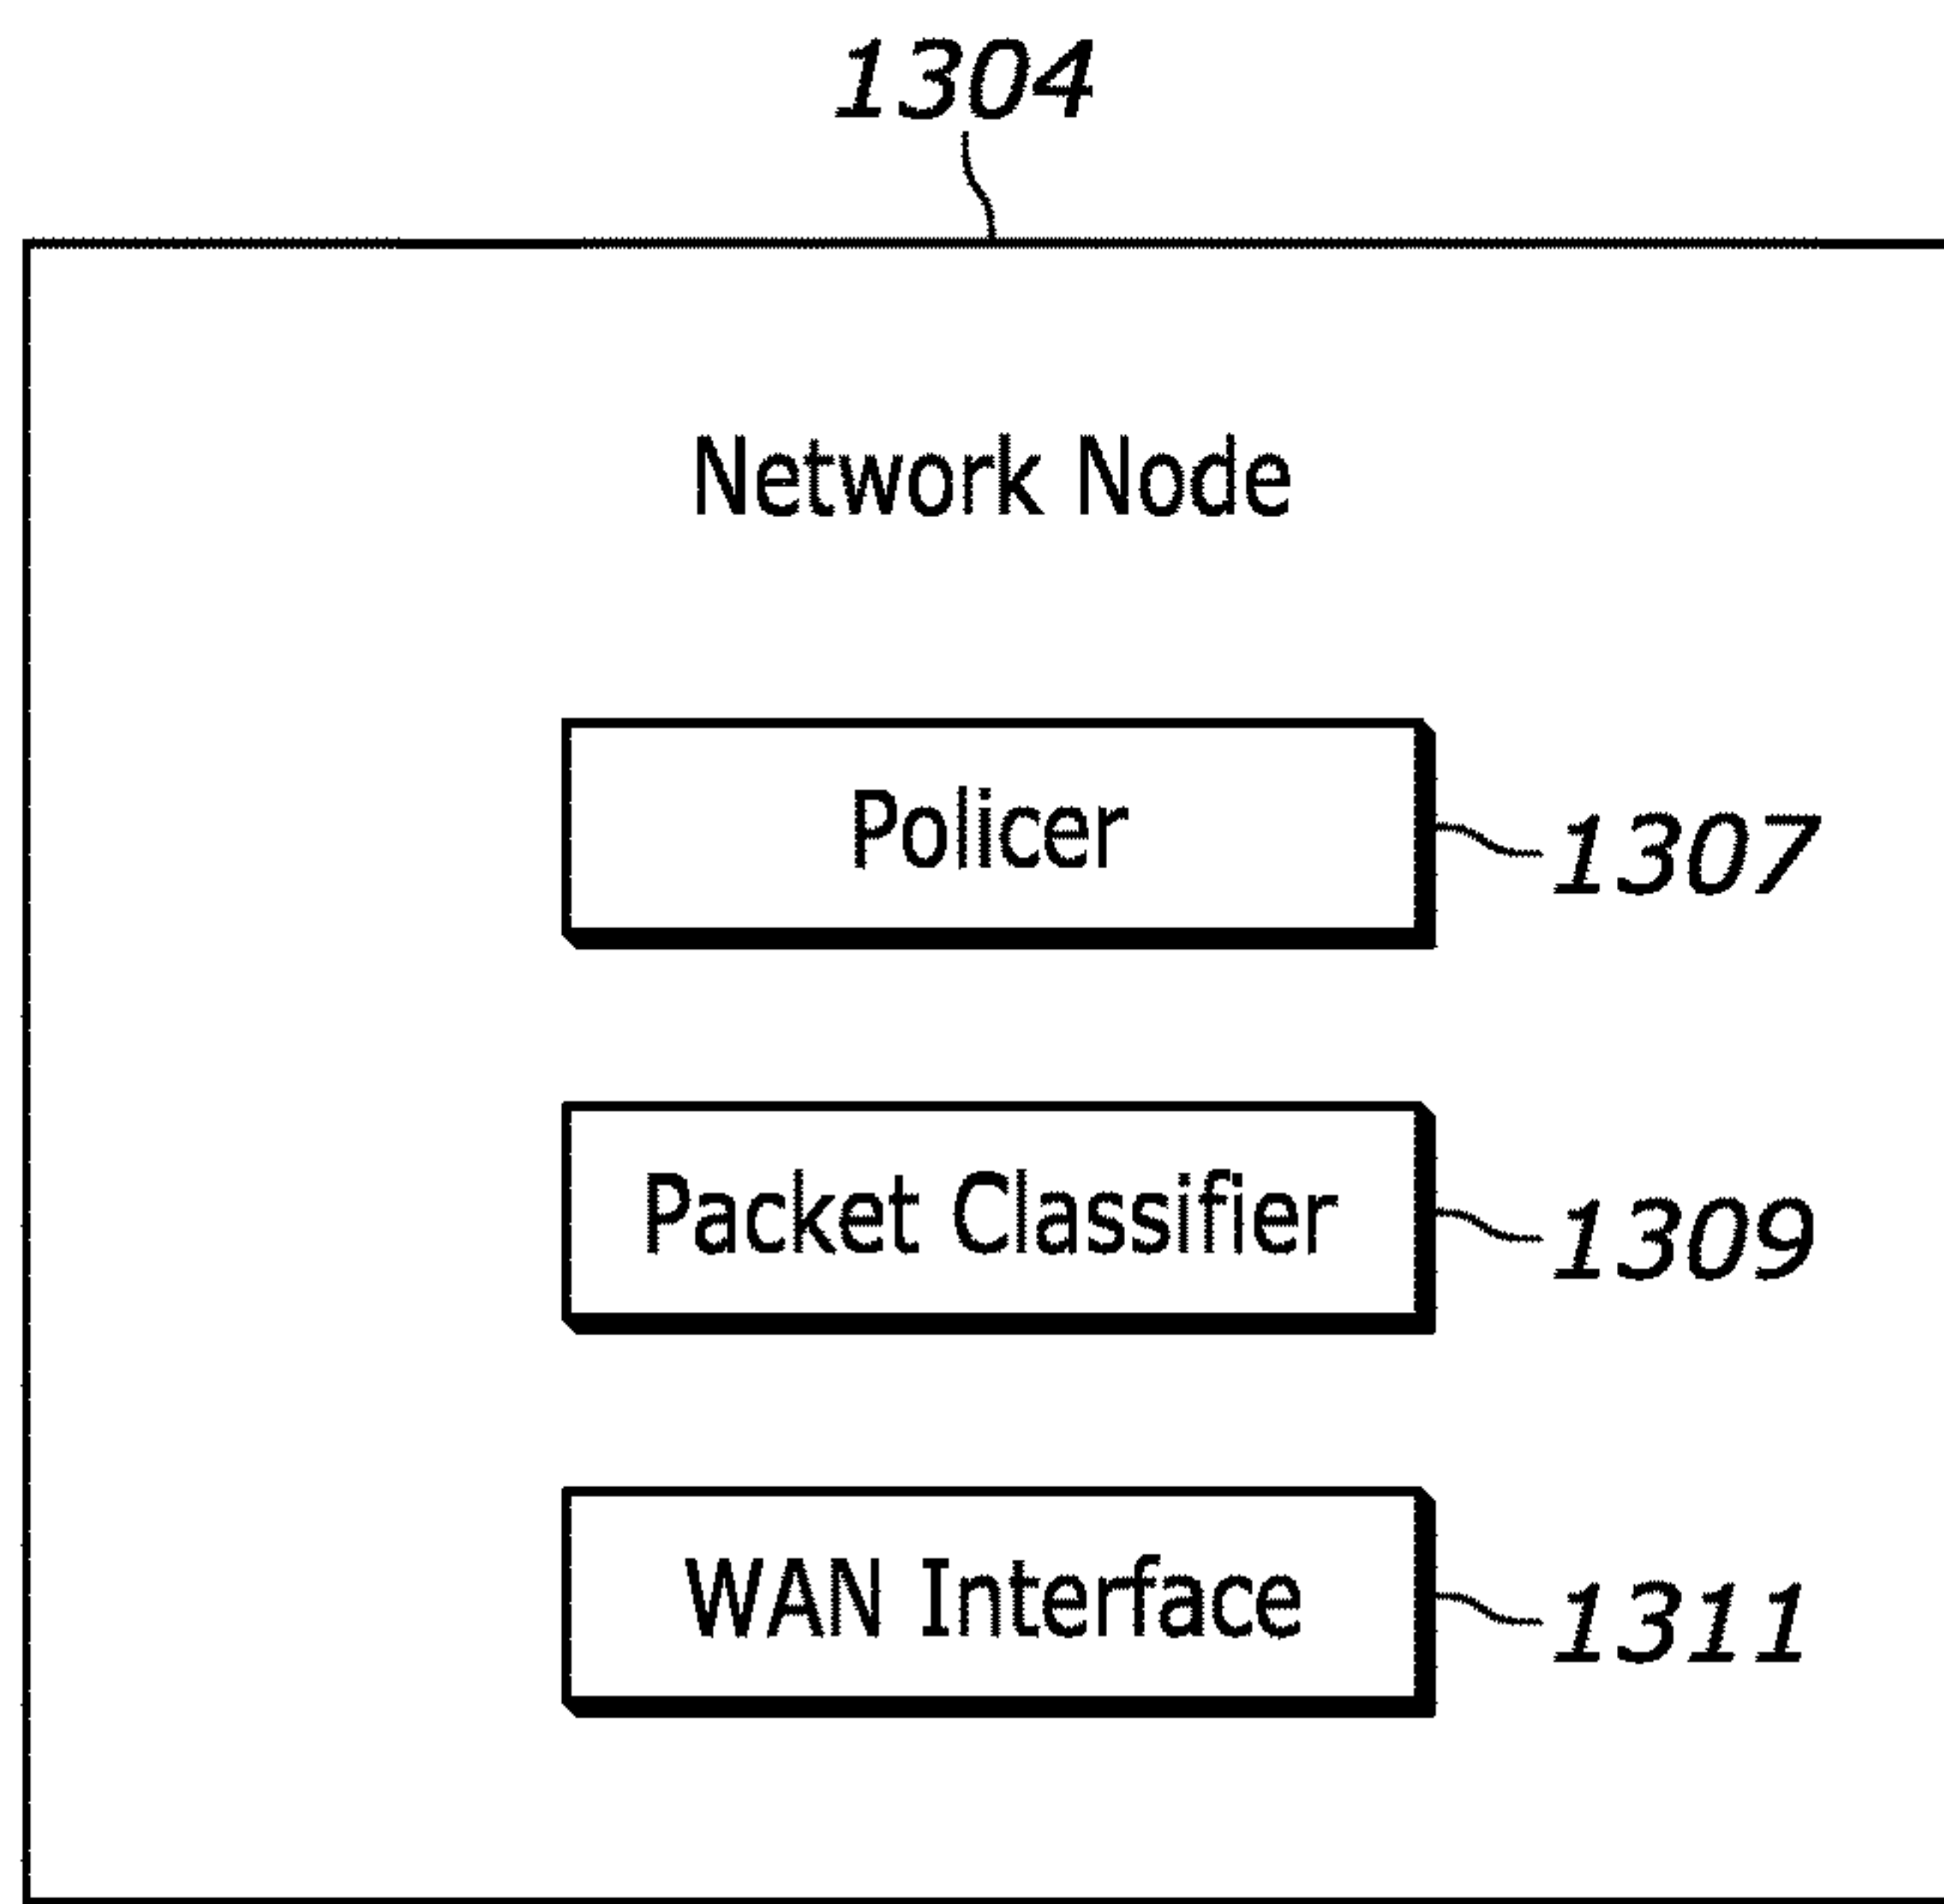 1304
Network Node
Policer
1307
Packet Classifier
1309
WAN Interface
1311